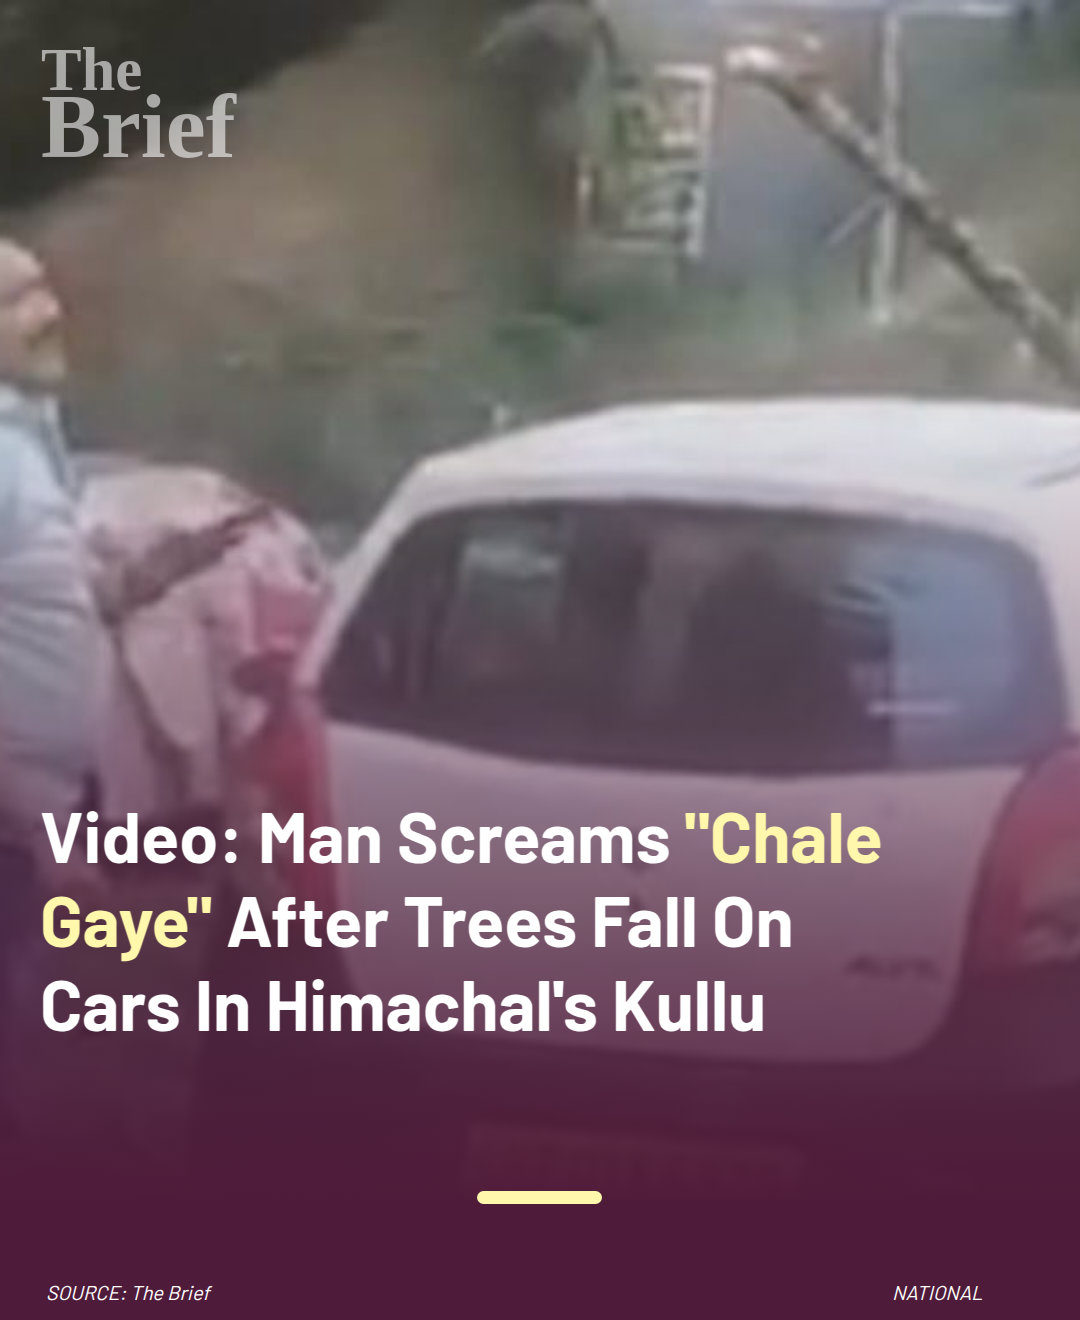 The
Brief
Video: Man Screams "Chale
Gaye" After Trees Fall On
Cars In Himachal's Kullu
SOURCE: The Brief
NATIONAL